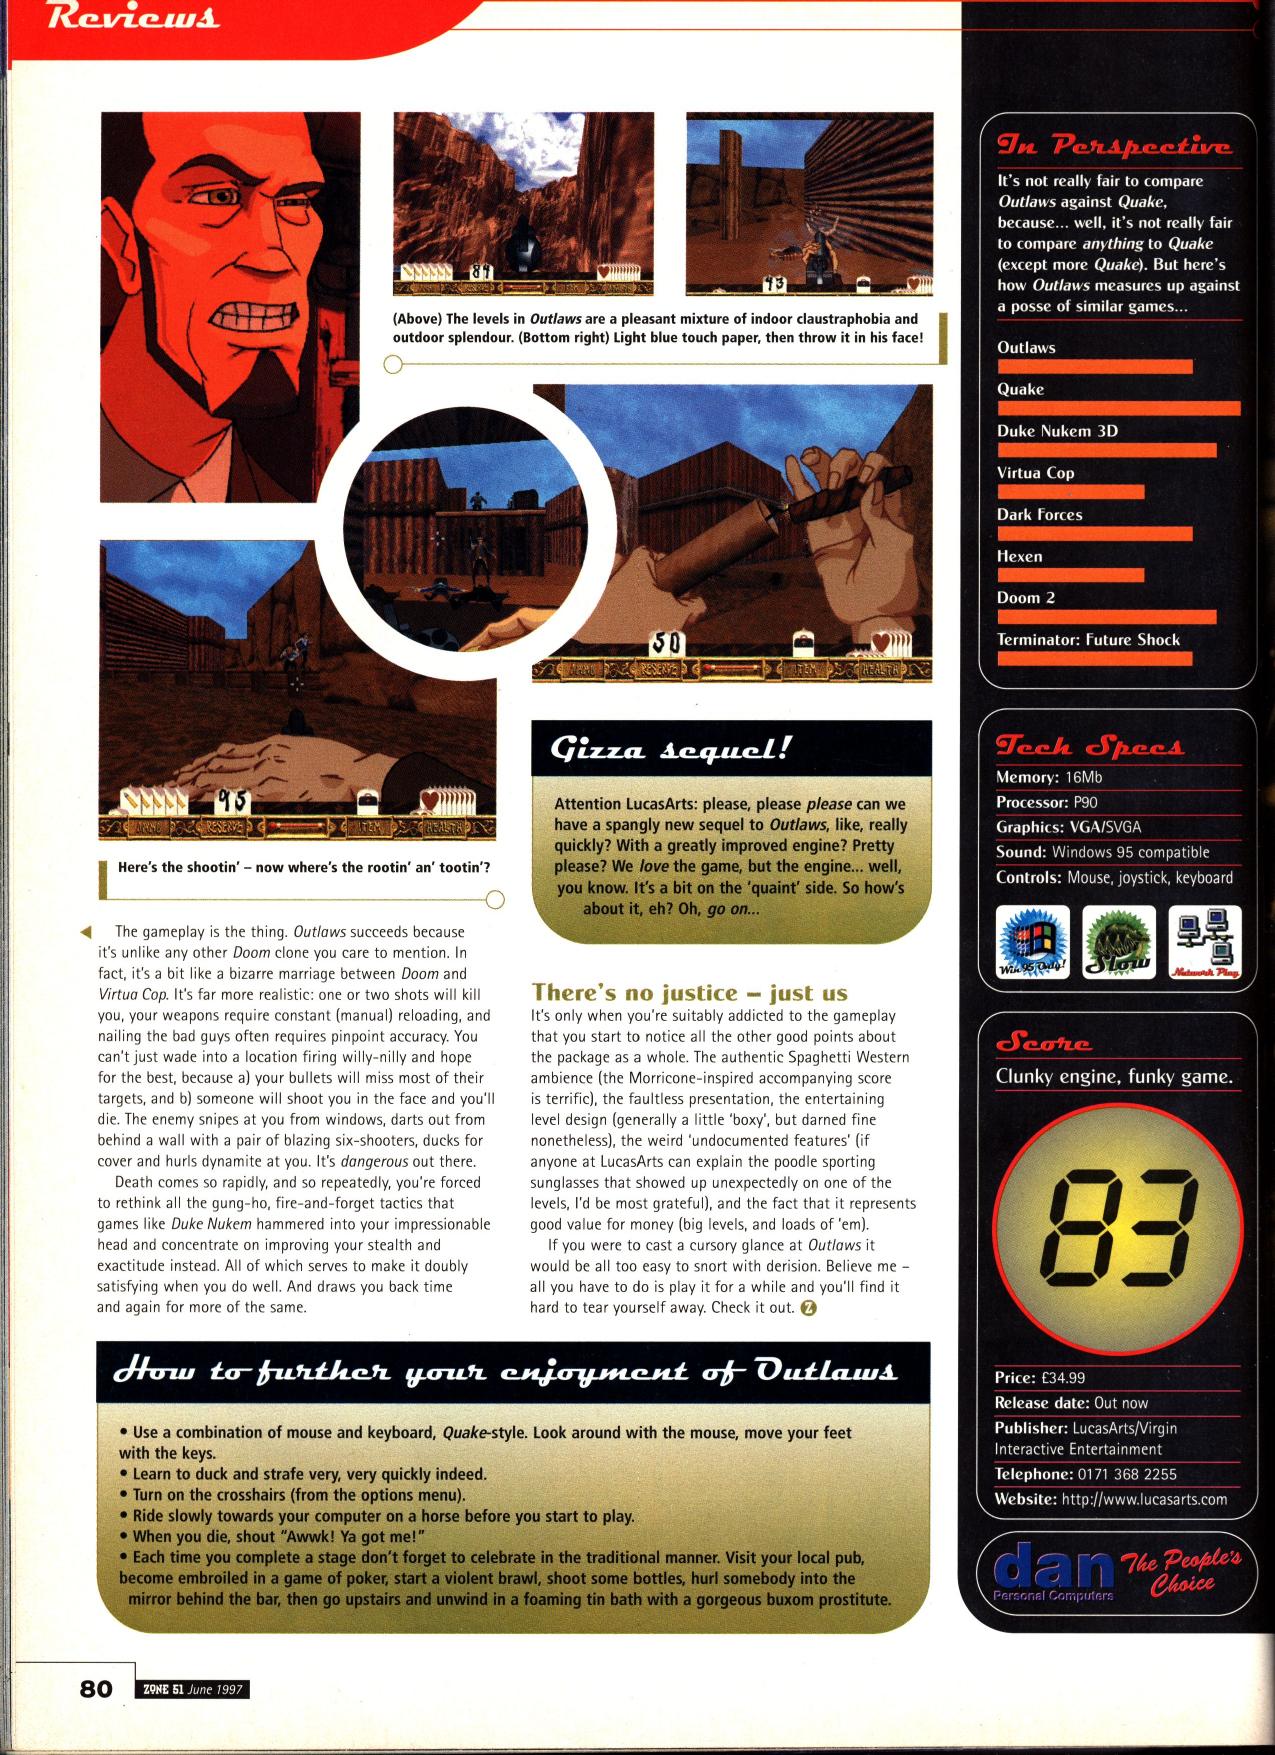 Reviews
84
43
(Above) The levels in Outlaws are a pleasant mixture of indoor claustraphobia and
outdoor splendour. (Bottom right) Light blue touch paper, then throw it in his face!
50
AMMO RESERVE ITEM HEALTH
95
AMMO RESERVE ITEM HEALTH
Here's the shootin' – now where's the rootin' an' tootin'?
Gizza sequel!
Attention LucasArts: please, please please can we
have a spangly new sequel to Outlaws, like, really
quickly? With a greatly improved engine? Pretty
please? We love the game, but the engine... well,
you know. It's a bit on the 'quaint' side. So how's
about it, eh? Oh, go on...
The gameplay is the thing. Outlaws succeeds because
it's unlike any other Doom clone you care to mention. In
fact, it's a bit like a bizarre marriage between Doom and
Virtua Cop. It's far more realistic: one or two shots will kill
you, your weapons require constant (manual) reloading, and
nailing the bad guys often requires pinpoint accuracy. You
can't just wade into a location firing willy-nilly and hope
for the best, because a) your bullets will miss most of their
targets, and b) someone will shoot you in the face and you'll
die. The enemy snipes at you from windows, darts out from
behind a wall with a pair of blazing six-shooters, ducks for
cover and hurls dynamite at you. It's dangerous out there.
Death comes so rapidly, and so repeatedly, you're forced
to rethink all the gung-ho, fire-and-forget tactics that
games like Duke Nukem hammered into your impressionable
head and concentrate on improving your stealth and
exactitude instead. All of which serves to make it doubly
satisfying when you do well. And draws you back time
and again for more of the same.
There's no justice – just us
It's only when you're suitably addicted to the gameplay
that you start to notice all the other good points about
the package as a whole. The authentic Spaghetti Western
ambience (the Morricone-inspired accompanying score
is terrific), the faultless presentation, the entertaining
level design (generally a little 'boxy', but darned fine
nonetheless), the weird 'undocumented features' (if
anyone at LucasArts can explain the poodle sporting
sunglasses that showed up unexpectedly on one of the
levels, I'd be most grateful), and the fact that it represents
good value for money (big levels, and loads of 'em).
If you were to cast a cursory glance at Outlaws it
would be all too easy to snort with derision. Believe me –
all you have to do is play it for a while and you'll find it
hard to tear yourself away. Check it out. Z
How to further your enjoyment of Outlaws
• Use a combination of mouse and keyboard, Quake-style. Look around with the mouse, move your feet
with the keys.
• Learn to duck and strafe very, very quickly indeed.
• Turn on the crosshairs (from the options menu).
• Ride slowly towards your computer on a horse before you start to play.
• When you die, shout "Awwk! Ya got me!"
• Each time you complete a stage don't forget to celebrate in the traditional manner. Visit your local pub,
become embroiled in a game of poker, start a violent brawl, shoot some bottles, hurl somebody into the
mirror behind the bar, then go upstairs and unwind in a foaming tin bath with a gorgeous buxom prostitute.
In Perspective
It's not really fair to compare
Outlaws against Quake,
because... well, it's not really fair
to compare anything to Quake
(except more Quake). But here's
how Outlaws measures up against
a posse of similar games...
Outlaws
Quake
Duke Nukem 3D
Virtua Cop
Dark Forces
Hexen
Doom 2
Terminator: Future Shock
Tech Specs
Memory: 16Mb
Processor: P90
Graphics: VGA/SVGA
Sound: Windows 95 compatible
Controls: Mouse, joystick, keyboard
Win 95 Only!
Slow
Network Play
Score
Clunky engine, funky game.
83
Price: £34.99
Release date: Out now
Publisher: LucasArts/Virgin
Interactive Entertainment
Telephone: 0171 368 2255
Website: http://www.lucasarts.com
dan
Personal Computers
The People's
Choice
80
ZONE 51 June 1997